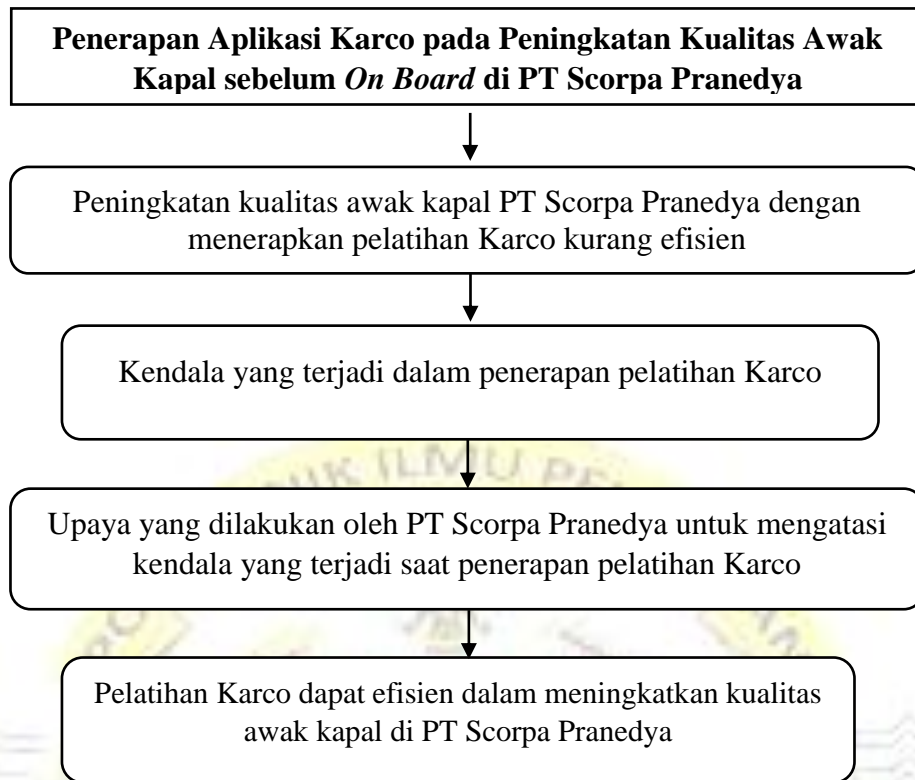 Penerapan Aplikasi Karco pada Peningkatan Kualitas Awak
Kapal sebelum On Board di PT Scorpa Pranedya
Peningkatan kualitas awak kapal PT Scorpa Pranedya dengan
menerapkan pelatihan Karco kurang efisien
Kendala yang terjadi dalam penerapan pelatihan Karco
Upaya yang dilakukan oleh PT Scorpa Pranedya untuk mengatasi
kendala yang terjadi saat penerapan pelatihan Karco
Pelatihan Karco dapat efisien dalam meningkatkan kualitas
awak kapal di PT Scorpa Pranedya